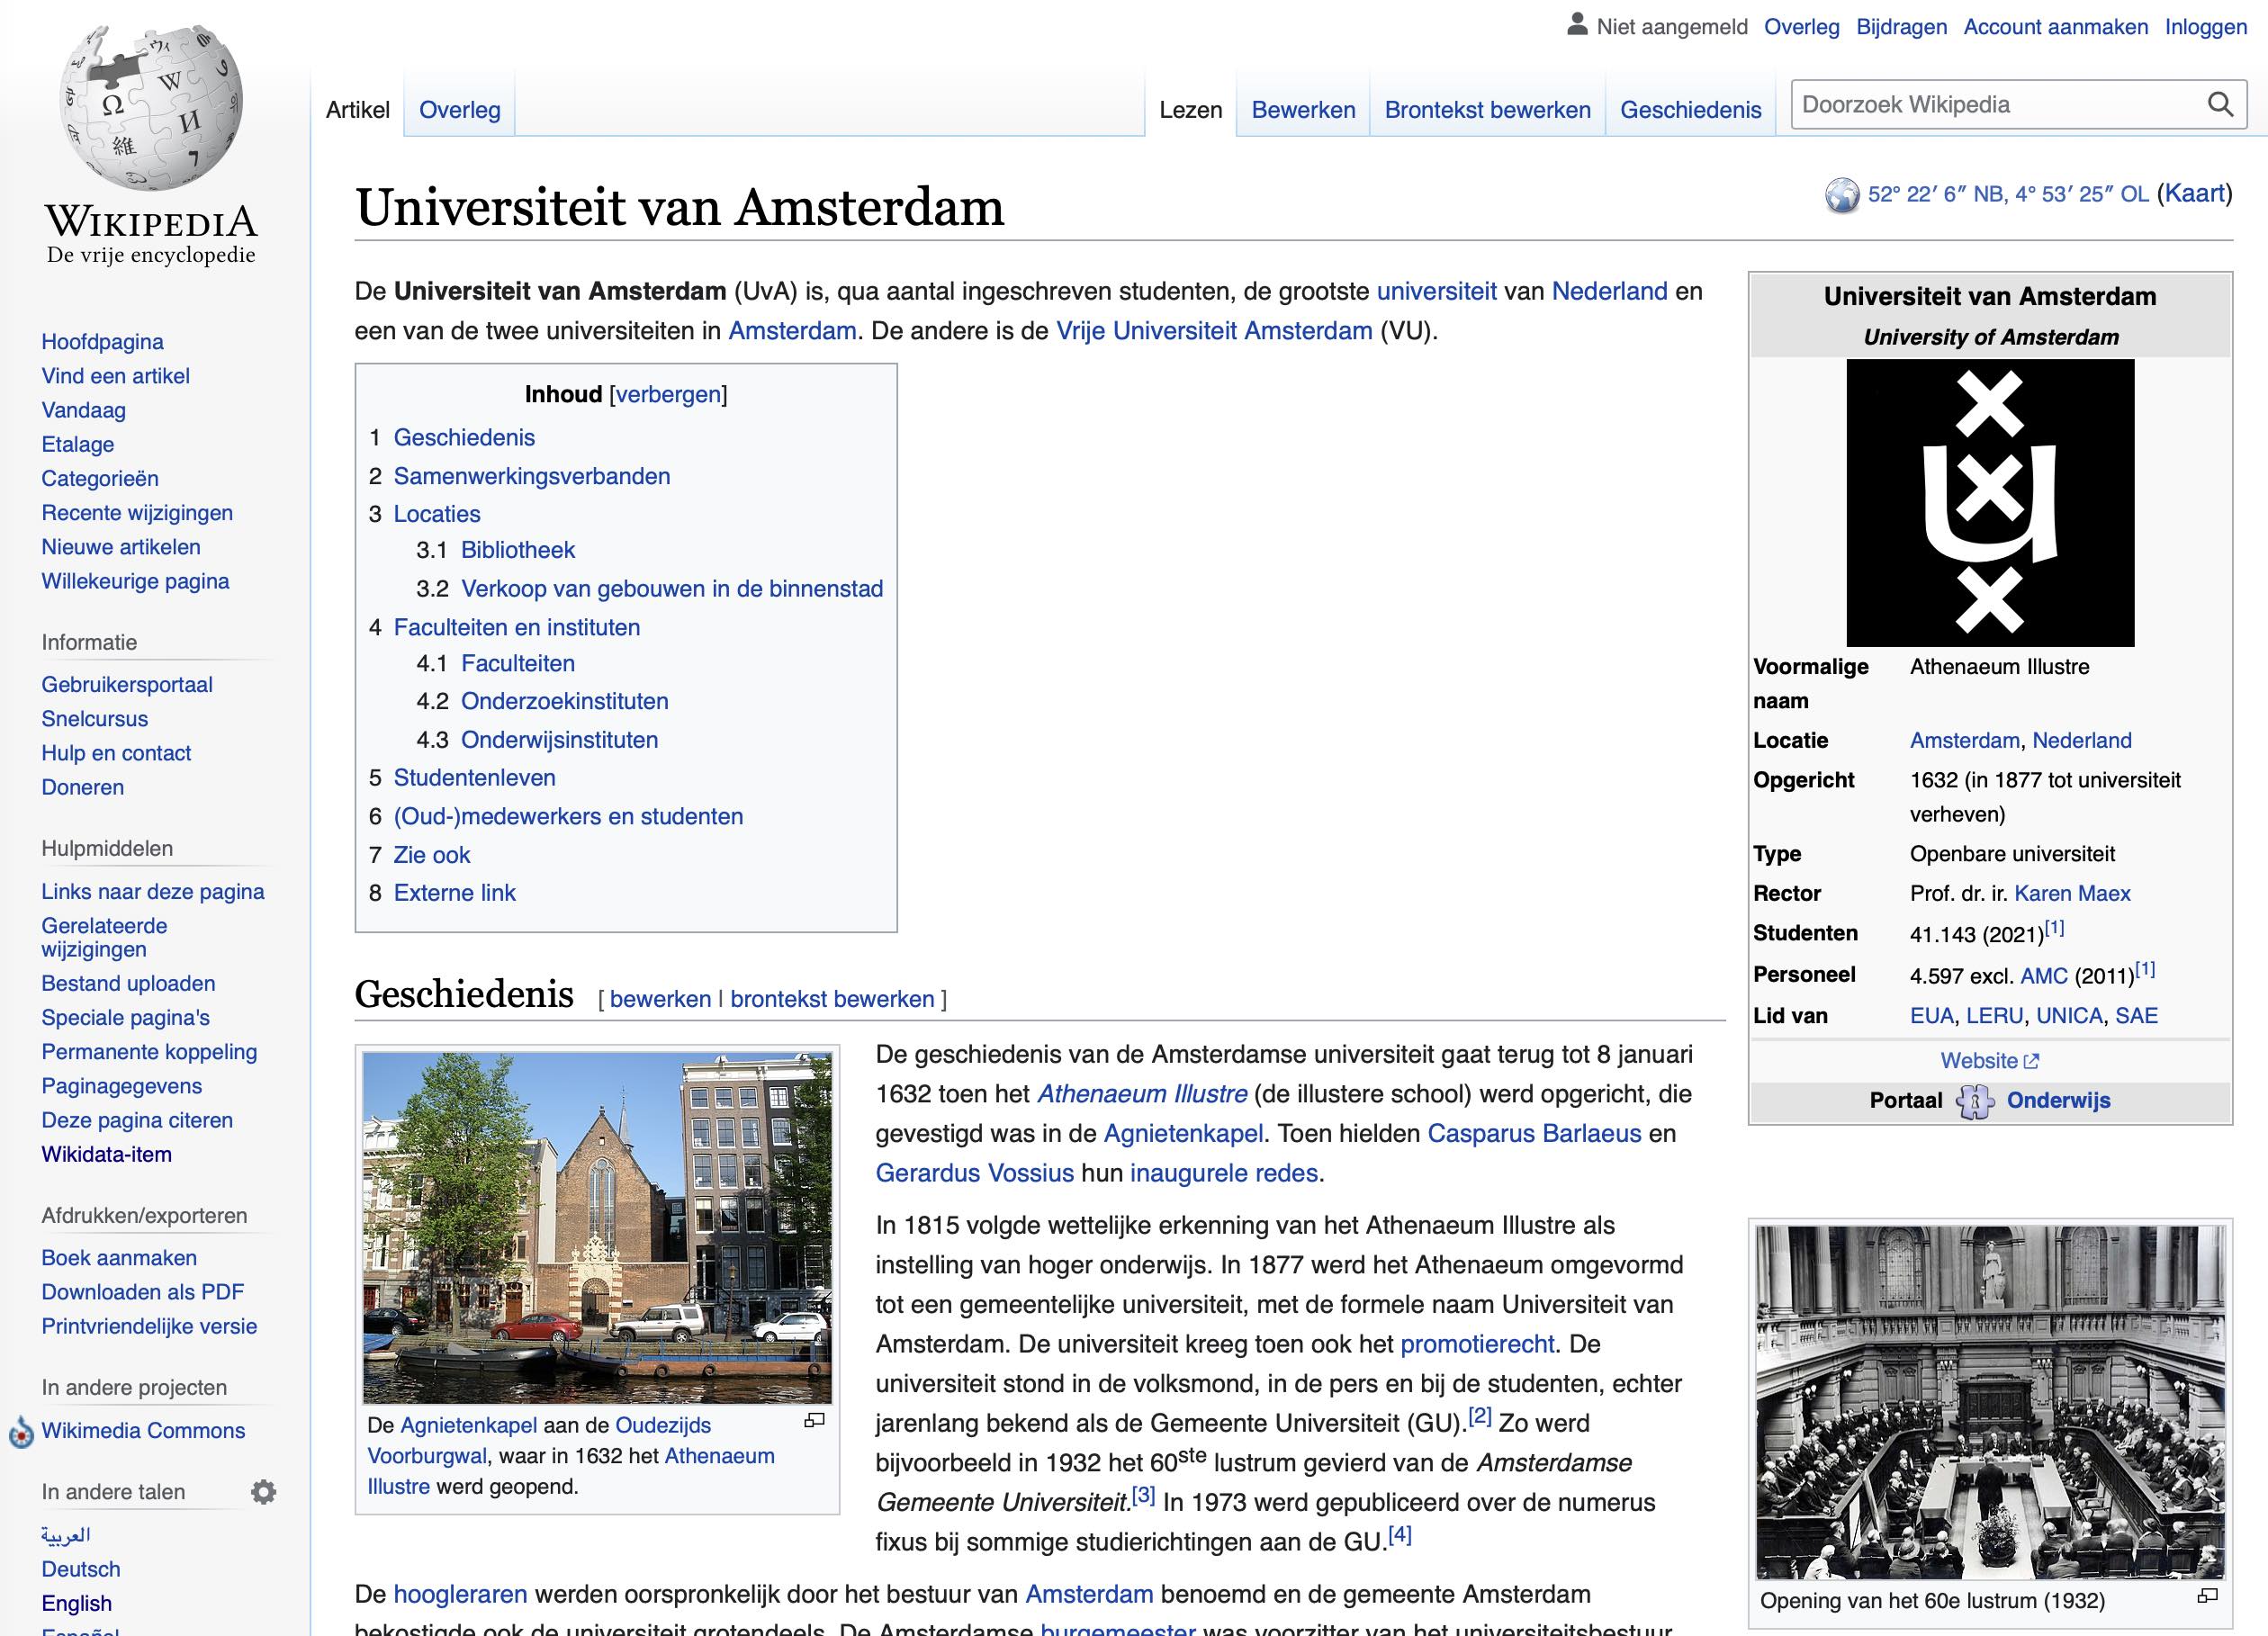 Niet aangemeld Overleg Bijdragen Account aanmaken Inloggen
Artikel Overleg Lezen Bewerken Brontekst bewerken Geschiedenis Doorzoek Wikipedia
WIKIPEDIA
De vrije encyclopedie
Hoofdpagina
Vind een artikel
Vandaag
Etalage
Categorieën
Recente wijzigingen
Nieuwe artikelen
Willekeurige pagina
Informatie
Gebruikersportaal
Snelcursus
Hulp en contact
Doneren
Hulpmiddelen
Links naar deze pagina
Gerelateerde
wijzigingen
Bestand uploaden
Speciale pagina's
Permanente koppeling
Paginagegevens
Deze pagina citeren
Wikidata-item
Afdrukken/exporteren
Boek aanmaken
Downloaden als PDF
Printvriendelijke versie
In andere projecten
Wikimedia Commons
In andere talen
العربية
Deutsch
English
Español
Universiteit van Amsterdam
52° 22′ 6″ NB, 4° 53′ 25″ OL (Kaart)
De Universiteit van Amsterdam (UvA) is, qua aantal ingeschreven studenten, de grootste universiteit van Nederland en
een van de twee universiteiten in Amsterdam. De andere is de Vrije Universiteit Amsterdam (VU).
Inhoud [verbergen]
1 Geschiedenis
2 Samenwerkingsverbanden
3 Locaties
3.1 Bibliotheek
3.2 Verkoop van gebouwen in de binnenstad
4 Faculteiten en instituten
4.1 Faculteiten
4.2 Onderzoekinstituten
4.3 Onderwijsinstituten
5 Studentenleven
6 (Oud-)medewerkers en studenten
7 Zie ook
8 Externe link
Geschiedenis [ bewerken | brontekst bewerken ]
De Agnietenkapel aan de Oudezijds
Voorburgwal, waar in 1632 het Athenaeum
Illustre werd geopend.
De geschiedenis van de Amsterdamse universiteit gaat terug tot 8 januari
1632 toen het Athenaeum Illustre (de illustere school) werd opgericht, die
gevestigd was in de Agnietenkapel. Toen hielden Casparus Barlaeus en
Gerardus Vossius hun inaugurele redes.
In 1815 volgde wettelijke erkenning van het Athenaeum Illustre als
instelling van hoger onderwijs. In 1877 werd het Athenaeum omgevormd
tot een gemeentelijke universiteit, met de formele naam Universiteit van
Amsterdam. De universiteit kreeg toen ook het promotierecht. De
universiteit stond in de volksmond, in de pers en bij de studenten, echter
jarenlang bekend als de Gemeente Universiteit (GU).[2] Zo werd
bijvoorbeeld in 1932 het 60ste lustrum gevierd van de Amsterdamse
Gemeente Universiteit.[3] In 1973 werd gepubliceerd over de numerus
fixus bij sommige studierichtingen aan de GU.[4]
De hoogleraren werden oorspronkelijk door het bestuur van Amsterdam benoemd en de gemeente Amsterdam
bekostigde ook de universiteit grotendeels. De Amsterdamse burgemeester was voorzitter van het universiteitsbestuur
Universiteit van Amsterdam
University of Amsterdam
u
Voormalige naam Athenaeum Illustre
Locatie Amsterdam, Nederland
Opgericht 1632 (in 1877 tot universiteit
verheven)
Type Openbare universiteit
Rector Prof. dr. ir. Karen Maex
Studenten 41.143 (2021)[1]
Personeel 4.597 excl. AMC (2011)[1]
Lid van EUA, LERU, UNICA, SAE
Website
Portaal Onderwijs
Opening van het 60e lustrum (1932)